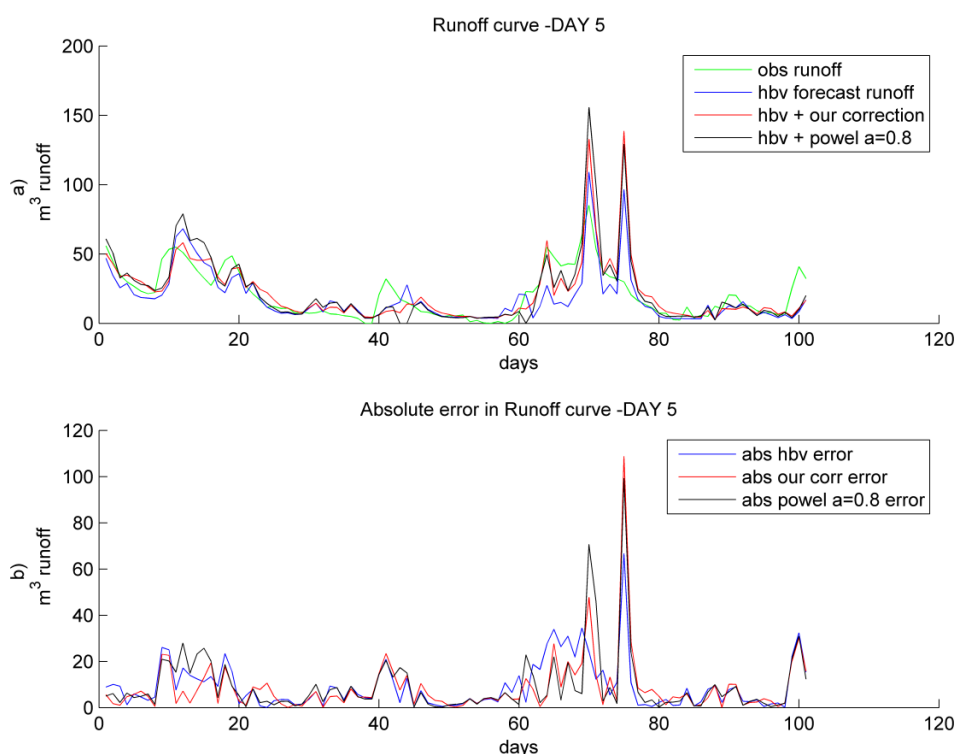 Runoff curve -DAY 5
200
150
100
50
0
a)
m³ runoff
obs runoff
hbv forecast runoff
hbv + our correction
hbv + powel a=0.8
0 20 40 60 80 100 120
days
Absolute error in Runoff curve -DAY 5
120
100
80
60
40
20
0
b)
m³ runoff
abs hbv error
abs our corr error
abs powel a=0.8 error
0 20 40 60 80 100 120
days